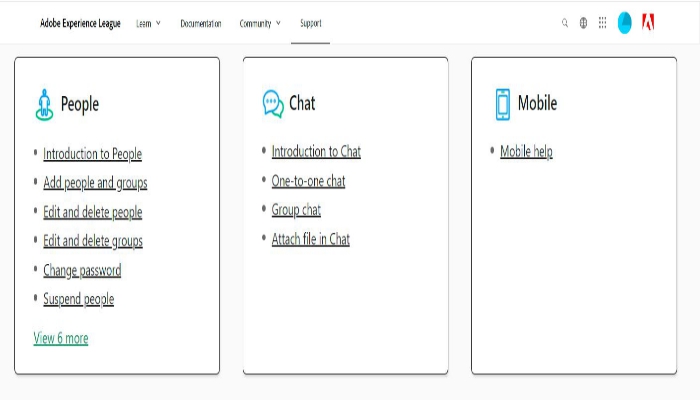 Adobe Experience League Learn Documentation Community Support
People
Introduction to People
Add people and groups
Edit and delete people
Edit and delete groups
Change password
Suspend people
View 6 more
Chat
Introduction to Chat
One-to-one chat
Group chat
Attach file in Chat
Mobile
Mobile help